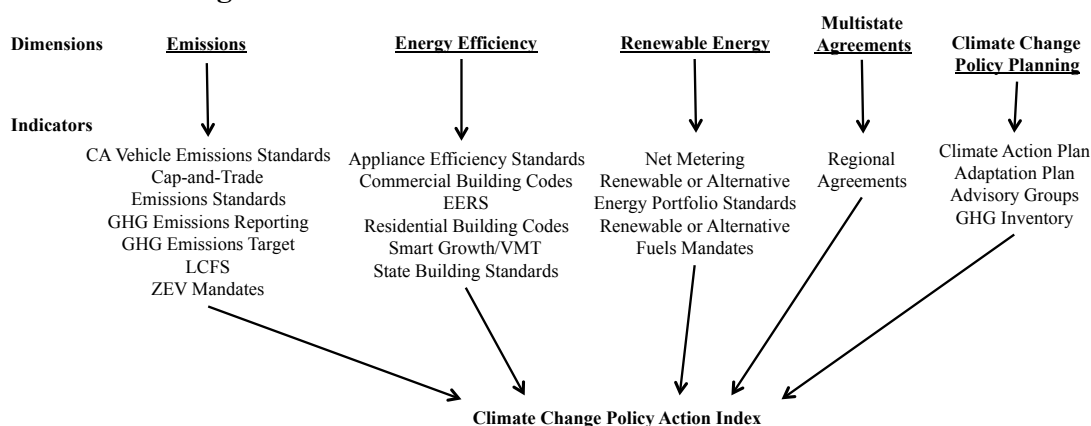 Dimensions
Emissions
Energy Efficiency
Renewable Energy
Multistate
Agreements
Climate Change
Policy Planning
Indicators
CA Vehicle Emissions Standards
Cap-and-Trade
Emissions Standards
GHG Emissions Reporting
GHG Emissions Target
LCFS
ZEV Mandates
Appliance Efficiency Standards
Commercial Building Codes
EERS
Residential Building Codes
Smart Growth/VMT
State Building Standards
Net Metering
Renewable or Alternative
Energy Portfolio Standards
Renewable or Alternative
Fuels Mandates
Regional
Agreements
Climate Action Plan
Adaptation Plan
Advisory Groups
GHG Inventory
Climate Change Policy Action Index